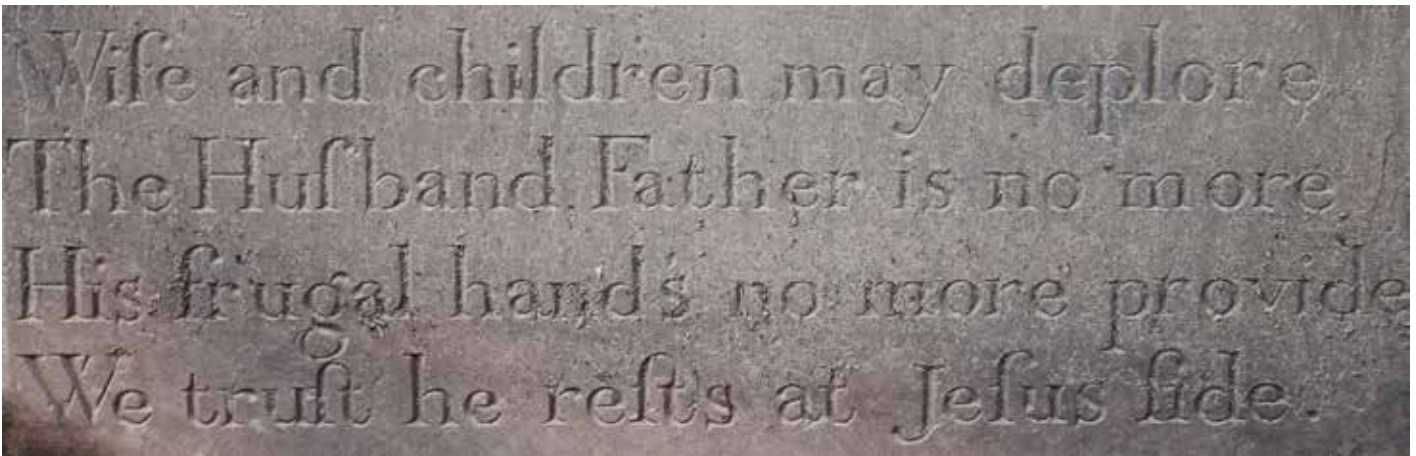 Wife and children may deplore
The Huſband Father is no more
His frugal hands no more provide
We truſt he reſts at Jeſus ſide.